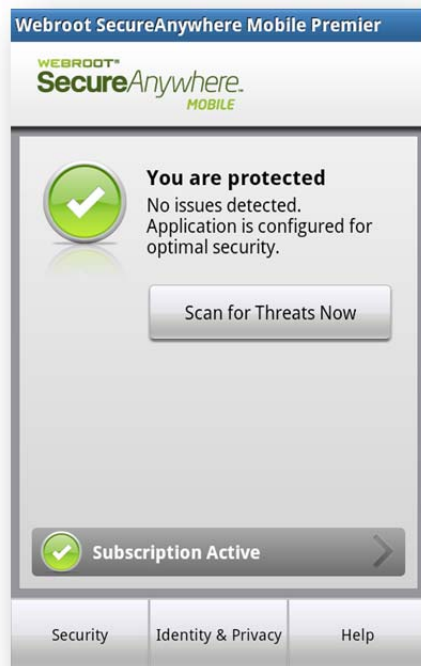 Webroot SecureAnywhere Mobile Premier
WEBROOT®
SecureAnywhere.
MOBILE
You are protected
No issues detected.
Application is configured for
optimal security.
Scan for Threats Now
Subscription Active
Security
Identity & Privacy
Help